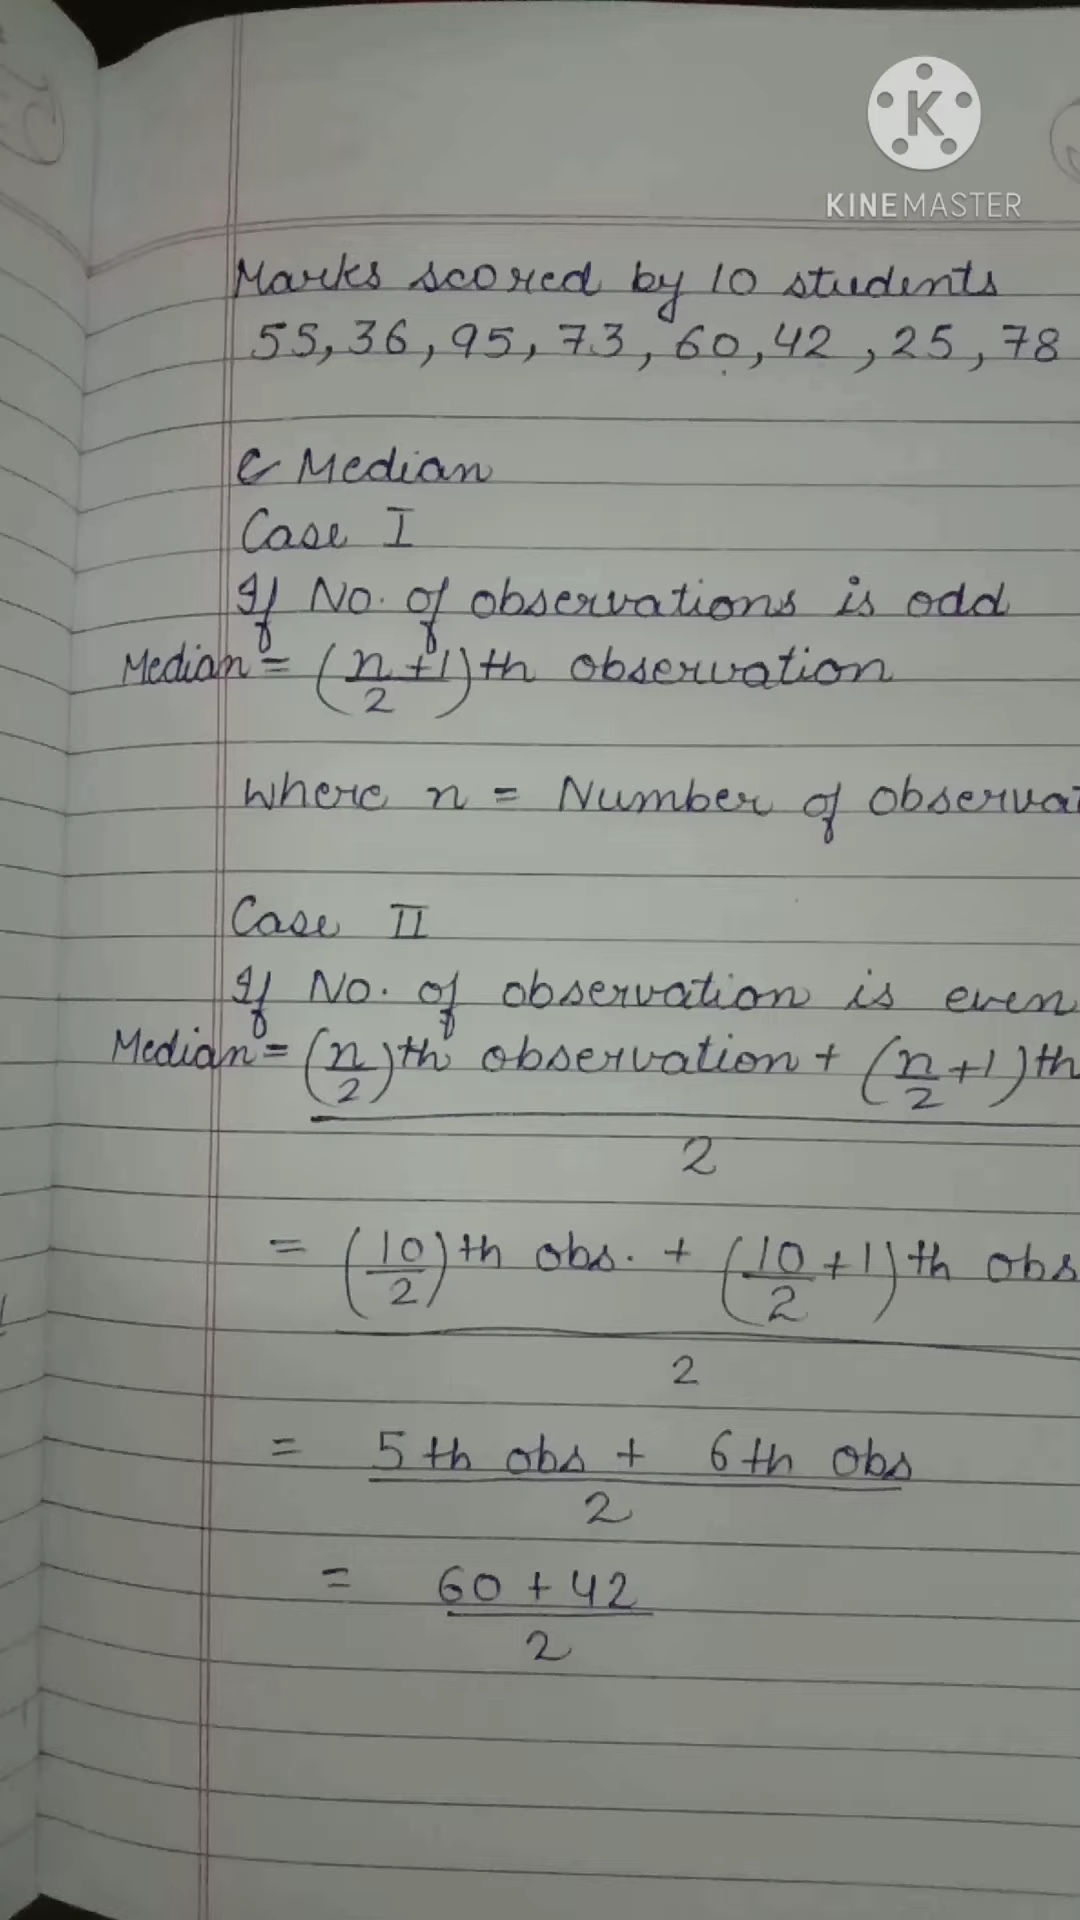 K
KINEMASTER
Marks scored by 10 students
55, 36, 95, 73, 60, 42, 25, 78
Median
Case I
If No. of observations is odd
Median = (n+1/2)th observation
where n = Number of observat
Case II
If No. of observation is even
Median = (n/2)th observation + (n/2 +1)th
2
= (10/2)th obs. + (10/2 +1)th obs
2
= 5th obs + 6th obs
2
= 60 + 42
2